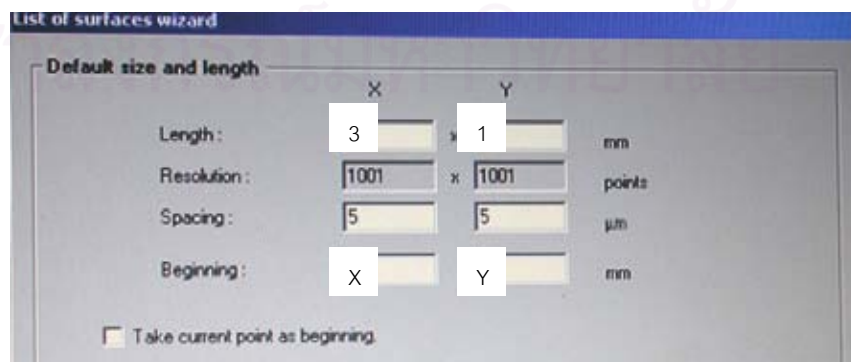 List of surfaces wizard
Default size and length
X Y
Length : 3 x 1 mm
Resolution : 1001 x 1001 points
Spacing : 5 5 µm
Beginning : X Y mm
Take current point as beginning.